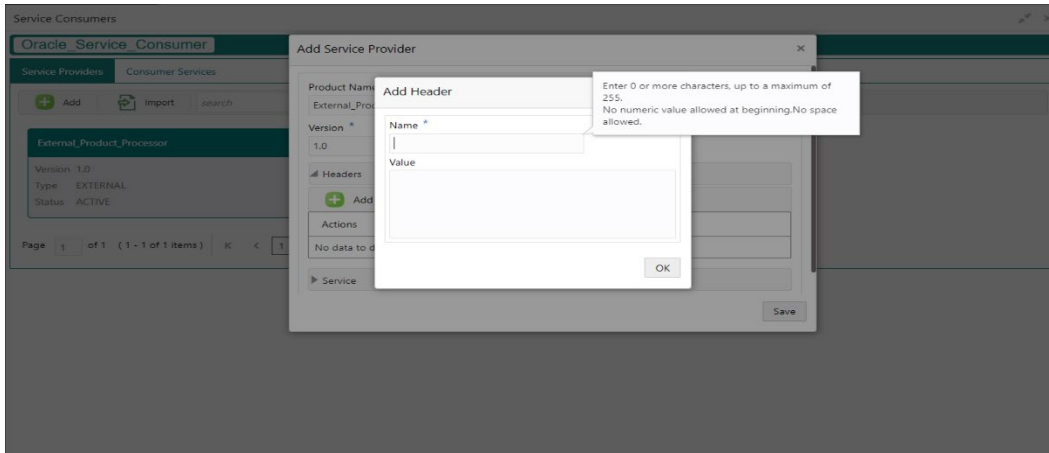 Service Consumers
Oracle_Service_Consumer
Service Providers Consumer Services
Add Import search
External_Product_Processor
Version 1.0
Type EXTERNAL
Status ACTIVE
Page 1 of 1 (1 - 1 of 1 items) K < 1
Add Service Provider ×
Product Name
External_Proc
Version *
1.0
Headers
Add
Actions
No data to d
Service
Save
Add Header
Name *
Value
OK
Enter 0 or more characters, up to a maximum of
255.
No numeric value allowed at beginning.No space
allowed.